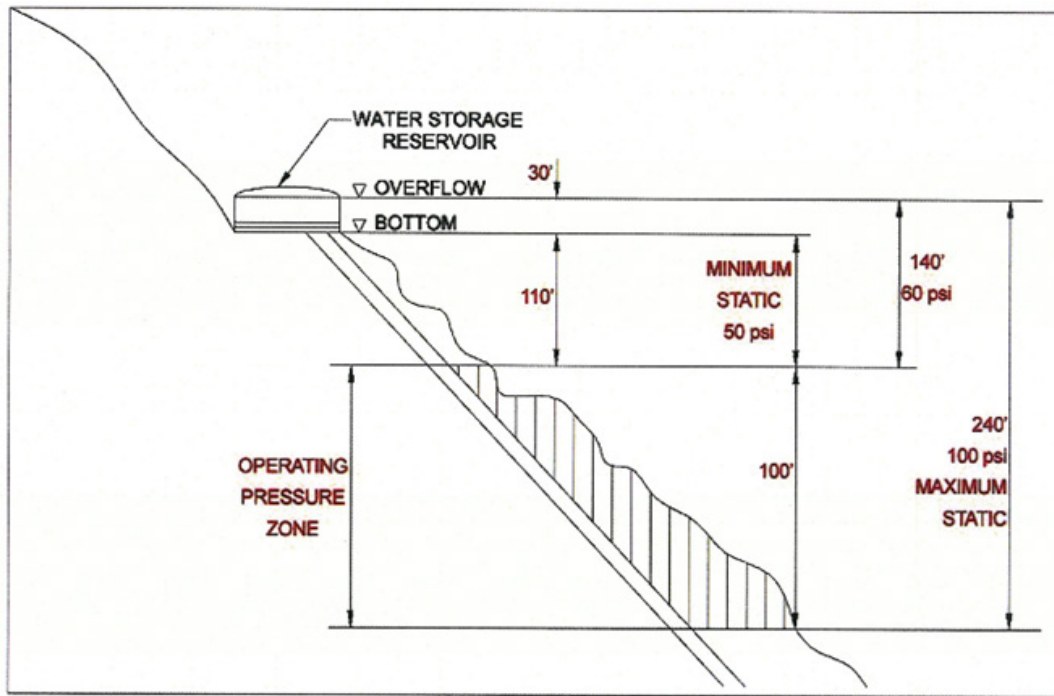 WATER STORAGE
RESERVOIR
30'
OVERFLOW
BOTTOM
110'
MINIMUM
STATIC
50 psi
140'
60 psi
OPERATING
PRESSURE
ZONE
100'
240'
100 psi
MAXIMUM
STATIC